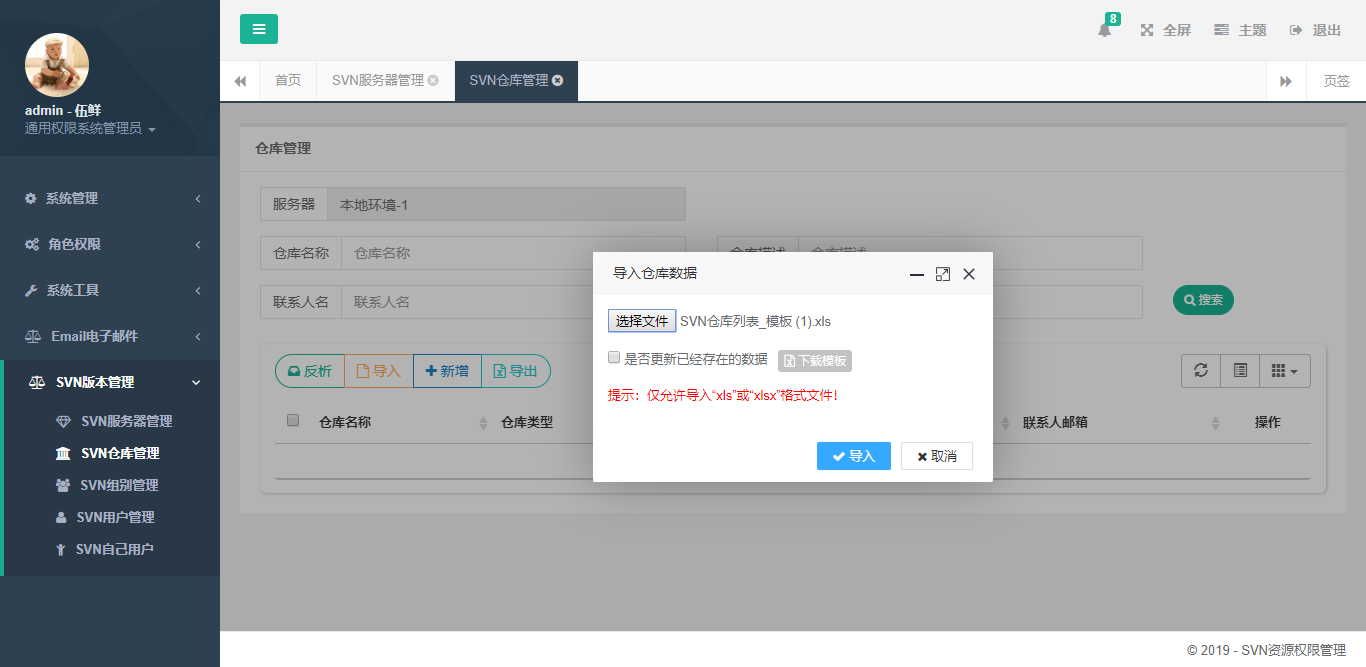 8
全屏
主题
退出
首页
SVN服务器管理
SVN仓库管理
页签
admin - 伍鲜
通用权限系统管理员
系统管理
角色权限
系统工具
Email电子邮件
SVN版本管理
SVN服务器管理
SVN仓库管理
SVN组别管理
SVN用户管理
SVN自己用户
仓库管理
服务器 本地环境-1
仓库名称 仓库名称
仓库描述 仓库描述
联系人名 联系人名
搜索
反析 导入 新增 导出
仓库名称 仓库类型 联系人邮箱 操作
导入仓库数据
选择文件 SVN仓库列表_模板 (1).xls
是否更新已经存在的数据 下载模板
提示：仅允许导入“xls”或“xlsx”格式文件！
导入 取消
© 2019 - SVN资源权限管理